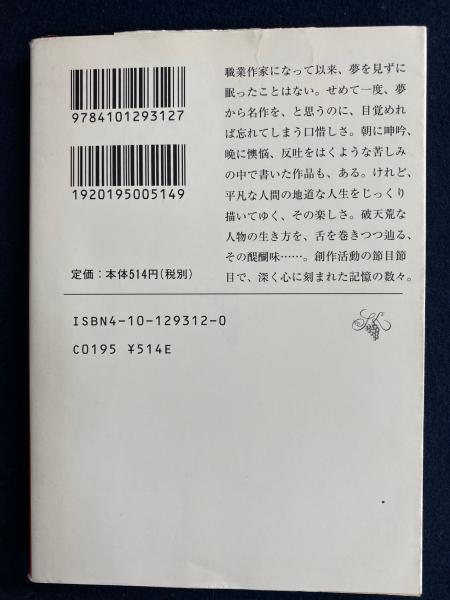 9784101293127
1920195005149
定価：本体514円(税別)
職業作家になって以来、夢を見ずに
眠ったことはない。せめて一度、夢
から名作を、と思うのに、目覚めれ
ば忘れてしまう口惜しさ。朝に呻吟、
晩に懊悩、反吐をはくような苦しみ
の中で書いた作品も、ある。けれど、
平凡な人間の地道な人生をじっくり
描いてゆく、その楽しさ。破天荒な
人物の生き方を、舌を巻きつつ辿る、
その醍醐味……。創作活動の節目節
目で、深く心に刻まれた記憶の数々。
ISBN4-10-129312-0
C0195 ¥514E